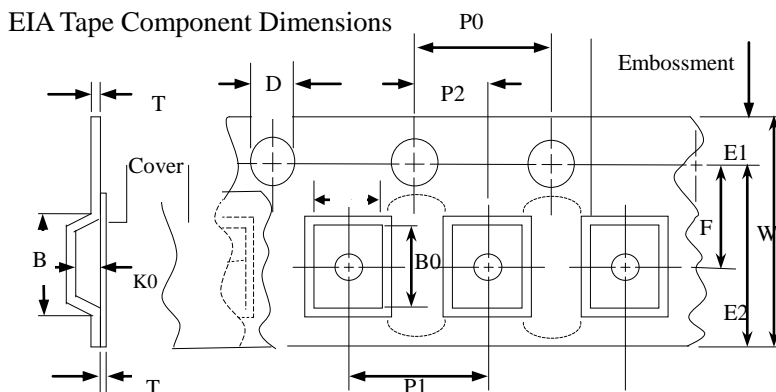 EIA Tape Component Dimensions
P0
Embossment
D
P2
T
E1
Cover
F
W
B
B0
K0
E2
T
P1